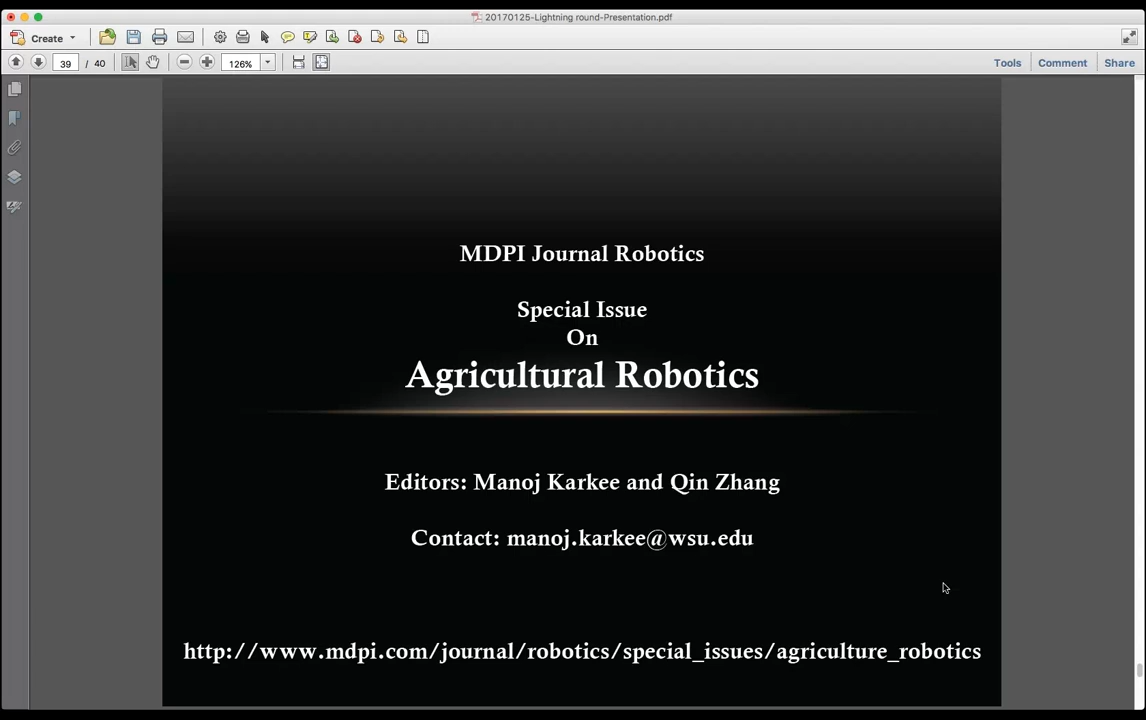 20170125-Lightning round-Presentation.pdf
Create
39 / 40
126%
Tools
Comment
Share
MDPI Journal Robotics
Special Issue
On
Agricultural Robotics
Editors: Manoj Karkee and Qin Zhang
Contact: manoj.karkee@wsu.edu
http://www.mdpi.com/journal/robotics/special_issues/agriculture_robotics